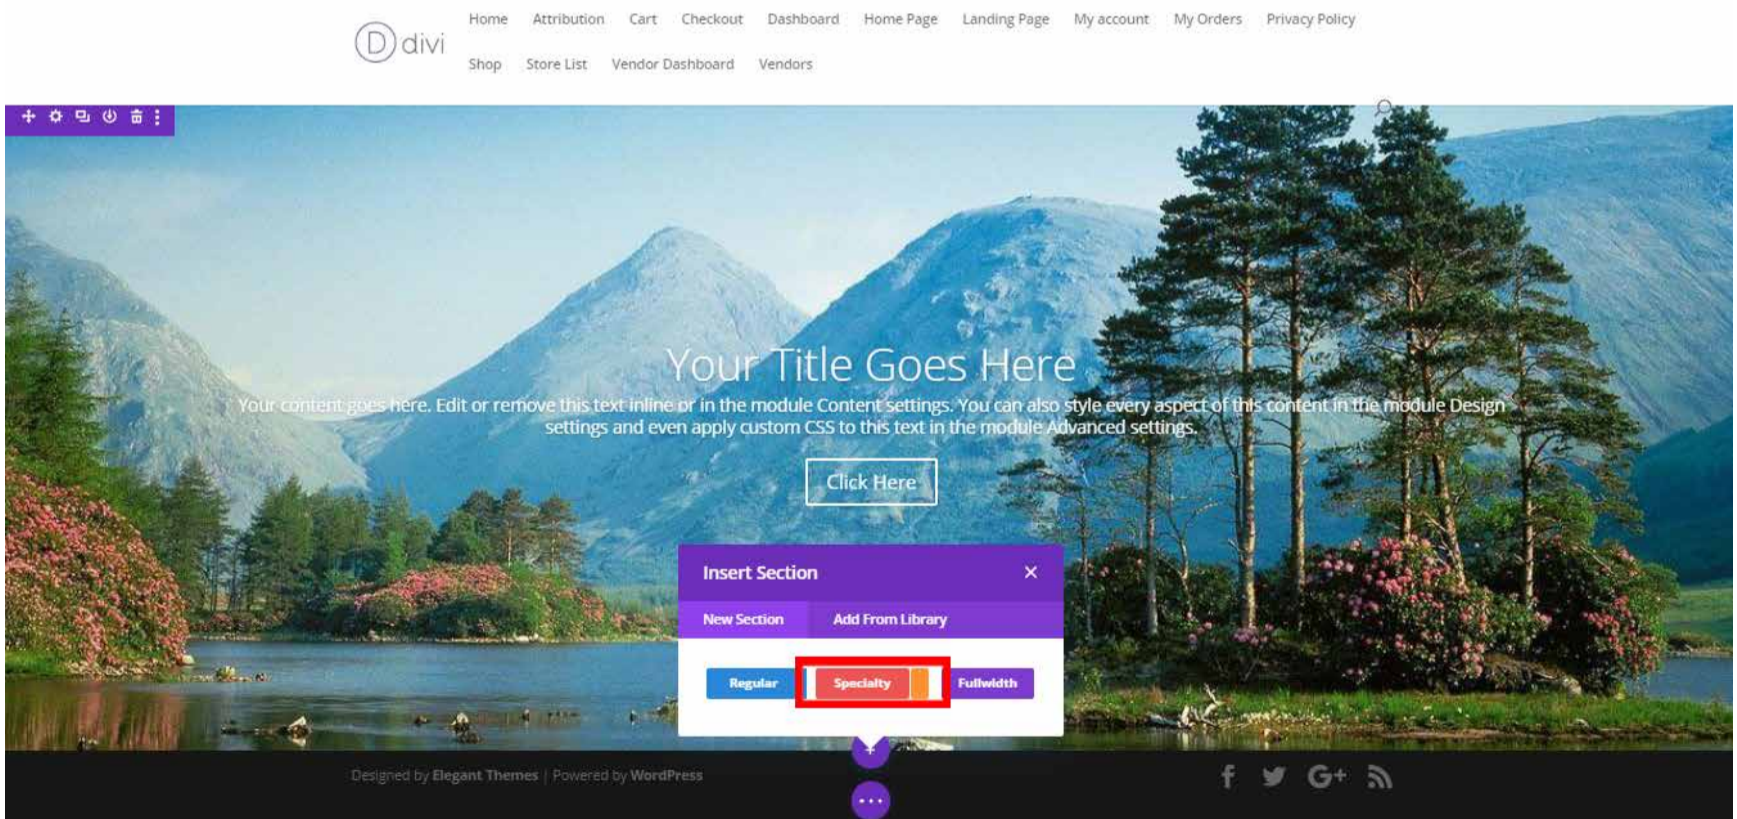 Home Attribution Cart Checkout Dashboard Home Page Landing Page My account My Orders Privacy Policy
D divi
Shop Store List Vendor Dashboard Vendors
Your Title Goes Here
Your content goes here. Edit or remove this text inline or in the module Content settings. You can also style every aspect of this content in the module Design
settings and even apply custom CSS to this text in the module Advanced settings.
Click Here
Insert Section
New Section Add From Library
Regular Specialty Fullwidth
Designed by Elegant Themes | Powered by WordPress
f G+